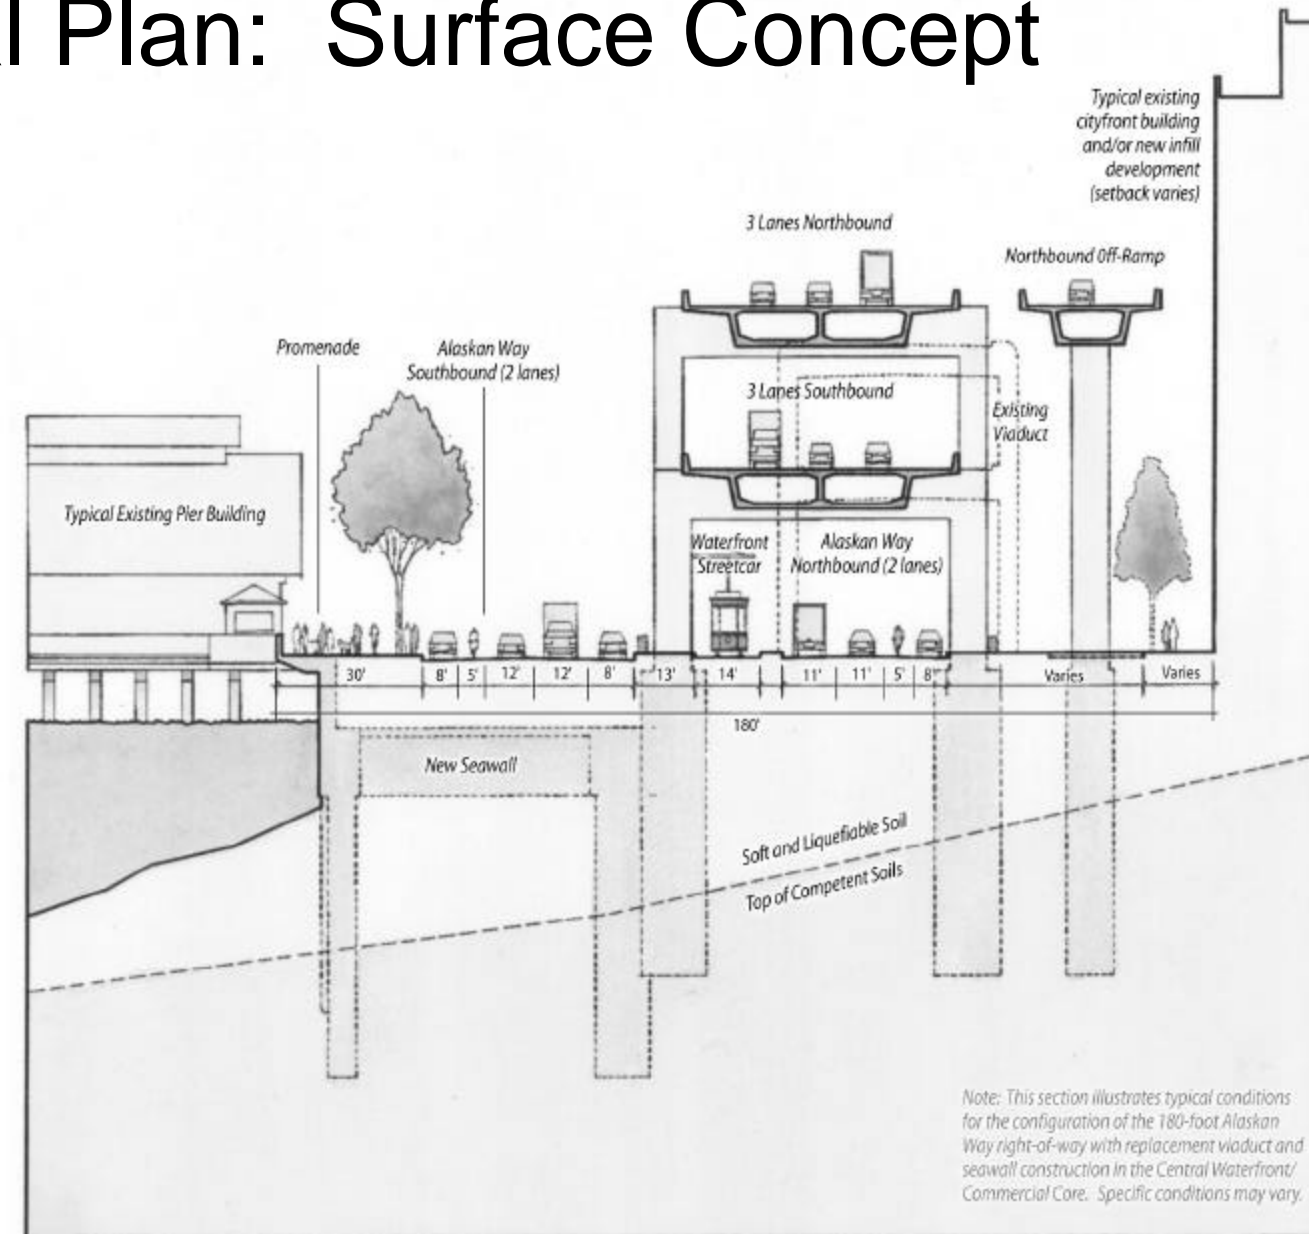 l Plan: Surface Concept
Typical existing
cityfront building
and/or new infill
development
(setback varies)
3 Lanes Northbound
Northbound Off-Ramp
Promenade
Alaskan Way
Southbound (2 lanes)
3 Lanes Southbound
Existing
Viaduct
Typical Existing Pier Building
Waterfront
Streetcar
Alaskan Way
Northbound (2 lanes)
30' 8' 5' 12' 12' 8' 13' 14' 11' 11' 5' 8' Varies Varies
180'
New Seawall
Soft and Liquefiable Soil
Top of Competent Soils
Note: This section illustrates typical conditions
for the configuration of the 180-foot Alaskan
Way right-of-way with replacement viaduct and
seawall construction in the Central Waterfront/
Commercial Core. Specific conditions may vary.